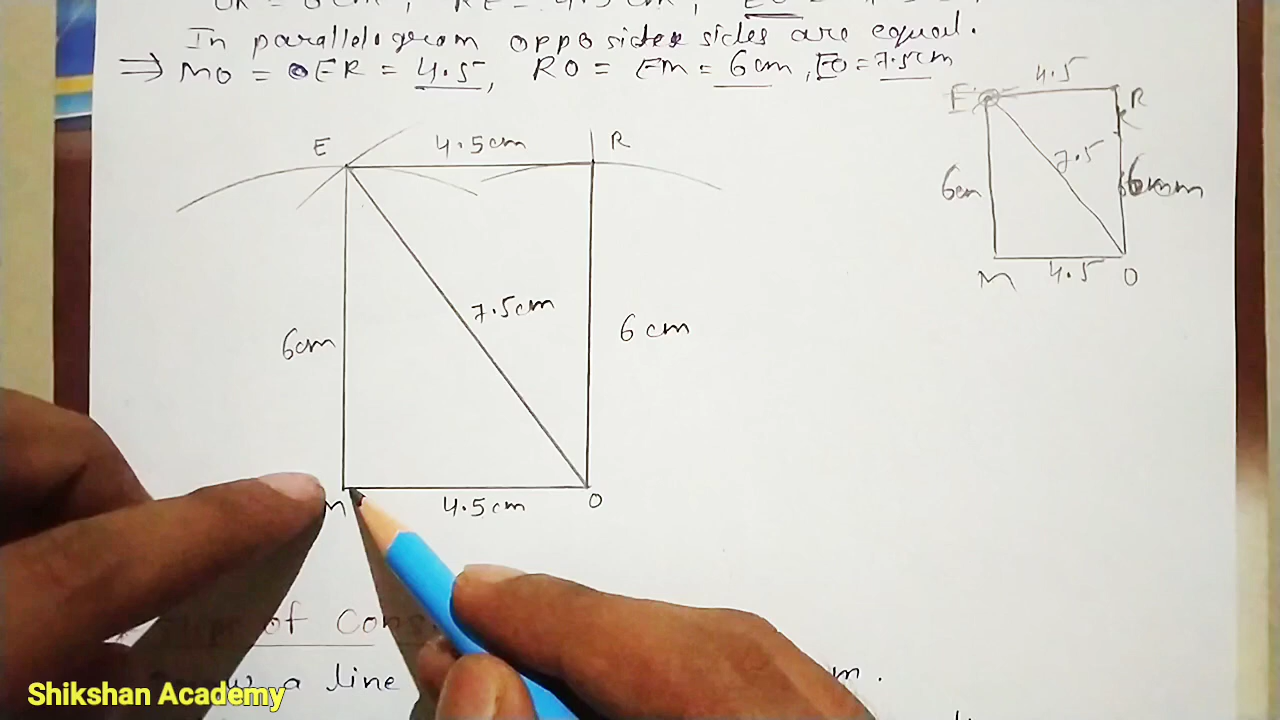 In parallelogram opposite sides are equal.
⇒ MO = ER = 4.5, RO = EM = 6cm, EO = 7.5cm
4.5
E
R
7.5
6cm
M
4.5
O
E
4.5cm
R
7.5cm
6cm
6 cm
M
4.5cm
O
of Cons
a line
m.
Shikshan Academy